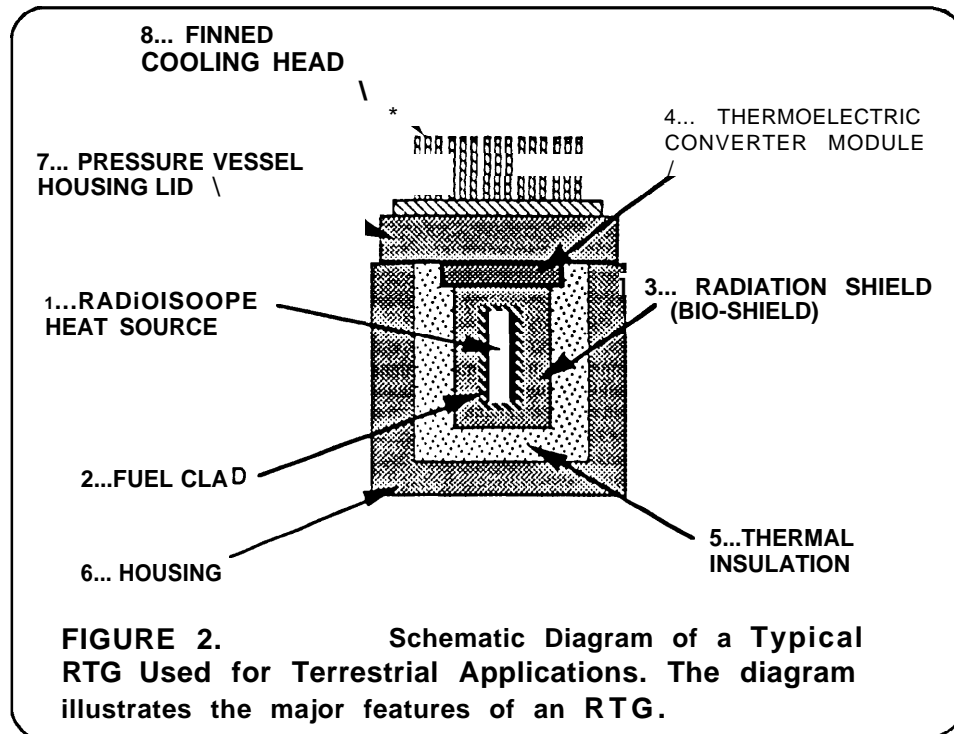 8... FINNED
COOLING HEAD
7... PRESSURE VESSEL
HOUSING LID
4... THERMOELECTRIC
CONVERTER MODULE
1...RADiOISOOPE
HEAT SOURCE
3... RADIATION SHIELD
(BIO-SHIELD)
2...FUEL CLAD
6... HOUSING
5...THERMAL
INSULATION
FIGURE 2. Schematic Diagram of a Typical
RTG Used for Terrestrial Applications. The diagram
illustrates the major features of an RTG.